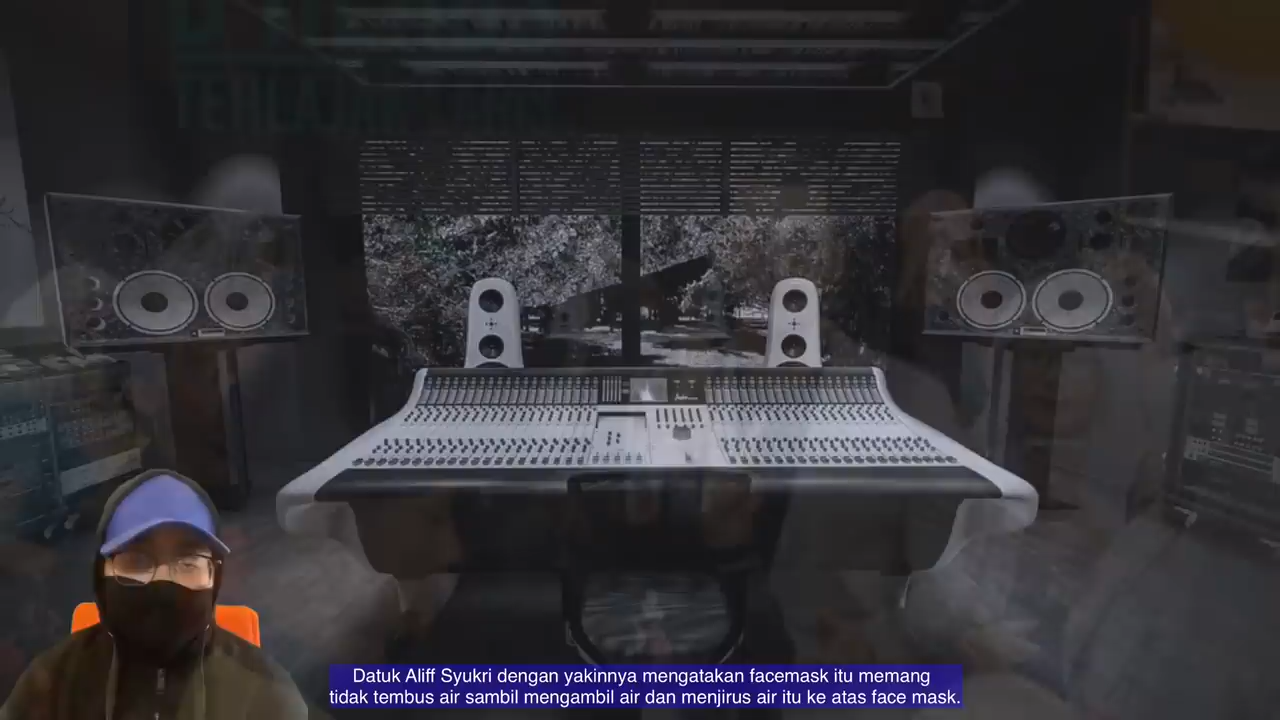 Datuk Aliff Syukri dengan yakinnya mengatakan facemask itu memang
tidak tembus air sambil mengambil air dan menjirus air itu ke atas face mask.